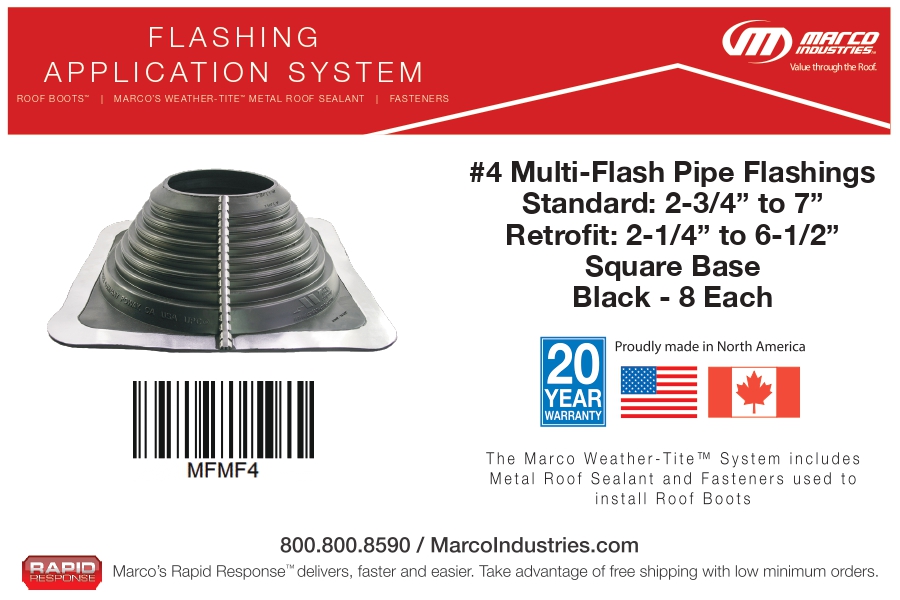 FLASHING
APPLICATION SYSTEM
ROOF BOOTS™ | MARCO'S WEATHER-TITE™ METAL ROOF SEALANT | FASTENERS
MARCO
INDUSTRIES™
Value through the Roof.
#4 Multi-Flash Pipe Flashings
Standard: 2-3/4” to 7”
Retrofit: 2-1/4” to 6-1/2”
Square Base
Black - 8 Each
20
YEAR
WARRANTY
Proudly made in North America
MFMF4
The Marco Weather-Tite™ System includes
Metal Roof Sealant and Fasteners used to
install Roof Boots
800.800.8590 / MarcoIndustries.com
RAPID
RESPONSE
Marco's Rapid Response™ delivers, faster and easier. Take advantage of free shipping with low minimum orders.